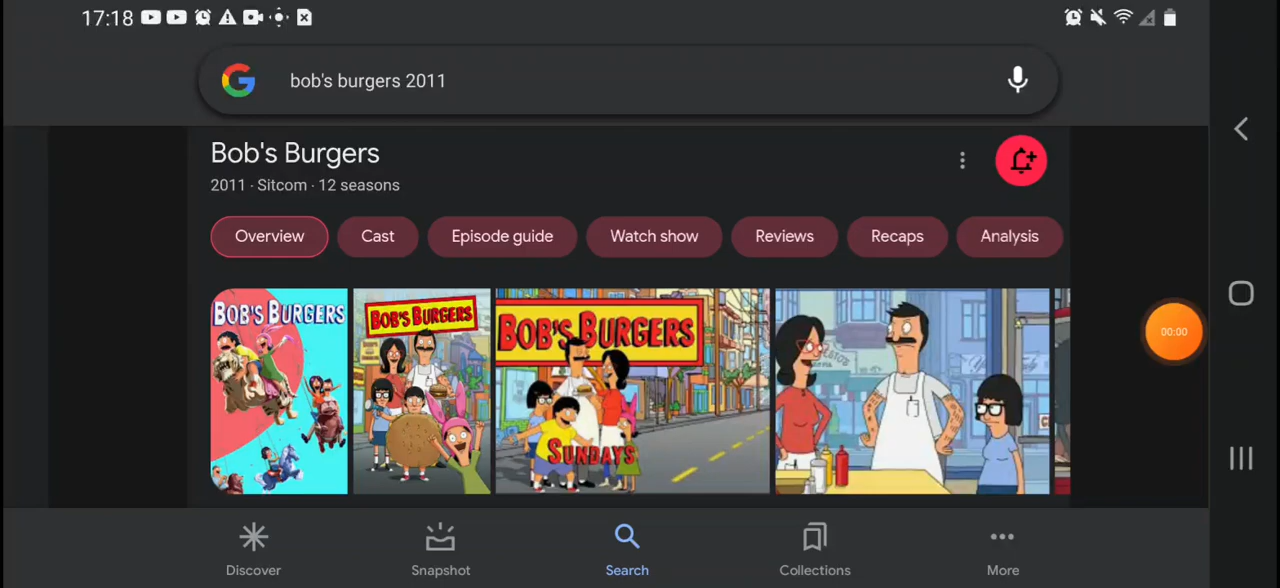 17:18
bob's burgers 2011
Bob's Burgers
2011 · Sitcom · 12 seasons
Overview
Cast
Episode guide
Watch show
Reviews
Recaps
Analysis
BOB'S BURGERS
BOB'S BURGERS
BOB'S BURGERS
SUNDAYS
00:00
Discover
Snapshot
Search
Collections
More